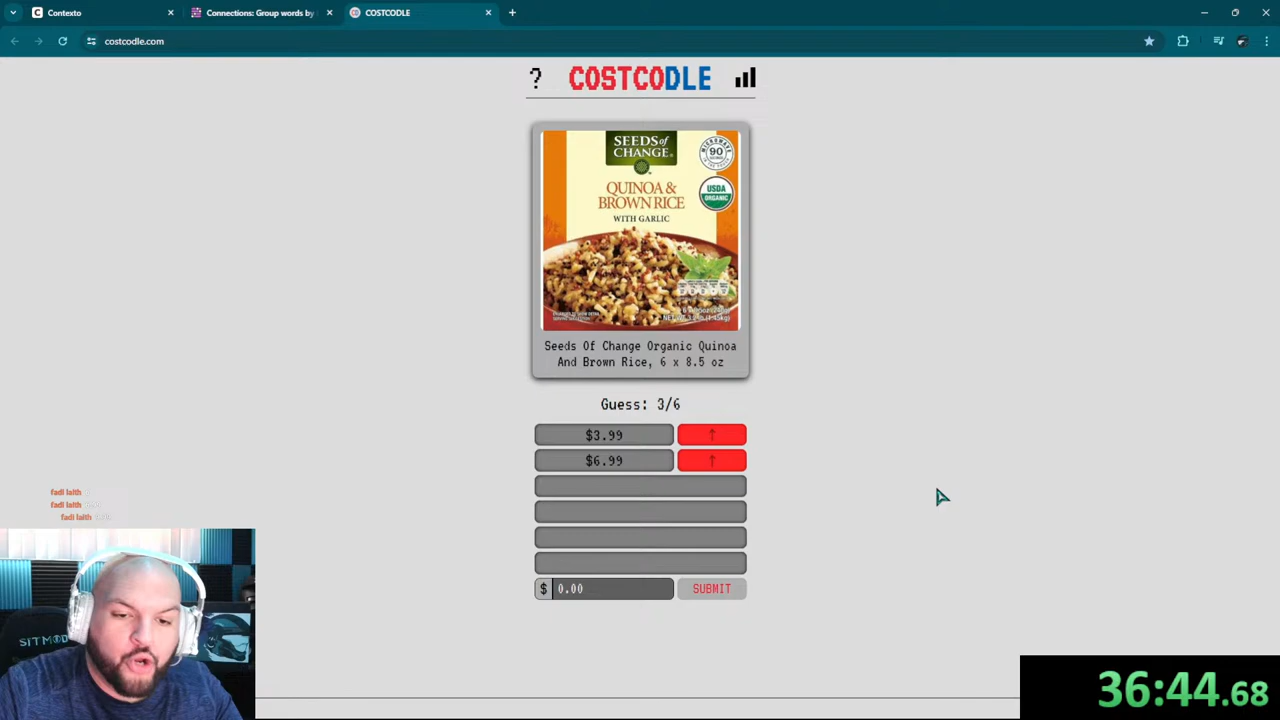 Contexto
Connections: Group words by
COSTCODLE
costcodle.com
? COSTCODLE
SEEDS of
CHANGE
MICROWAVE
90
USDA
ORGANIC
QUINOA &
BROWN RICE
WITH GARLIC
Seeds Of Change Organic Quinoa
And Brown Rice, 6 x 8.5 oz
Guess: 3/6
$3.99 ↑
$6.99 ↑
$ 0.00 SUBMIT
fadi laith
fadi laith
fadi laith
SITMOD
36:44.68